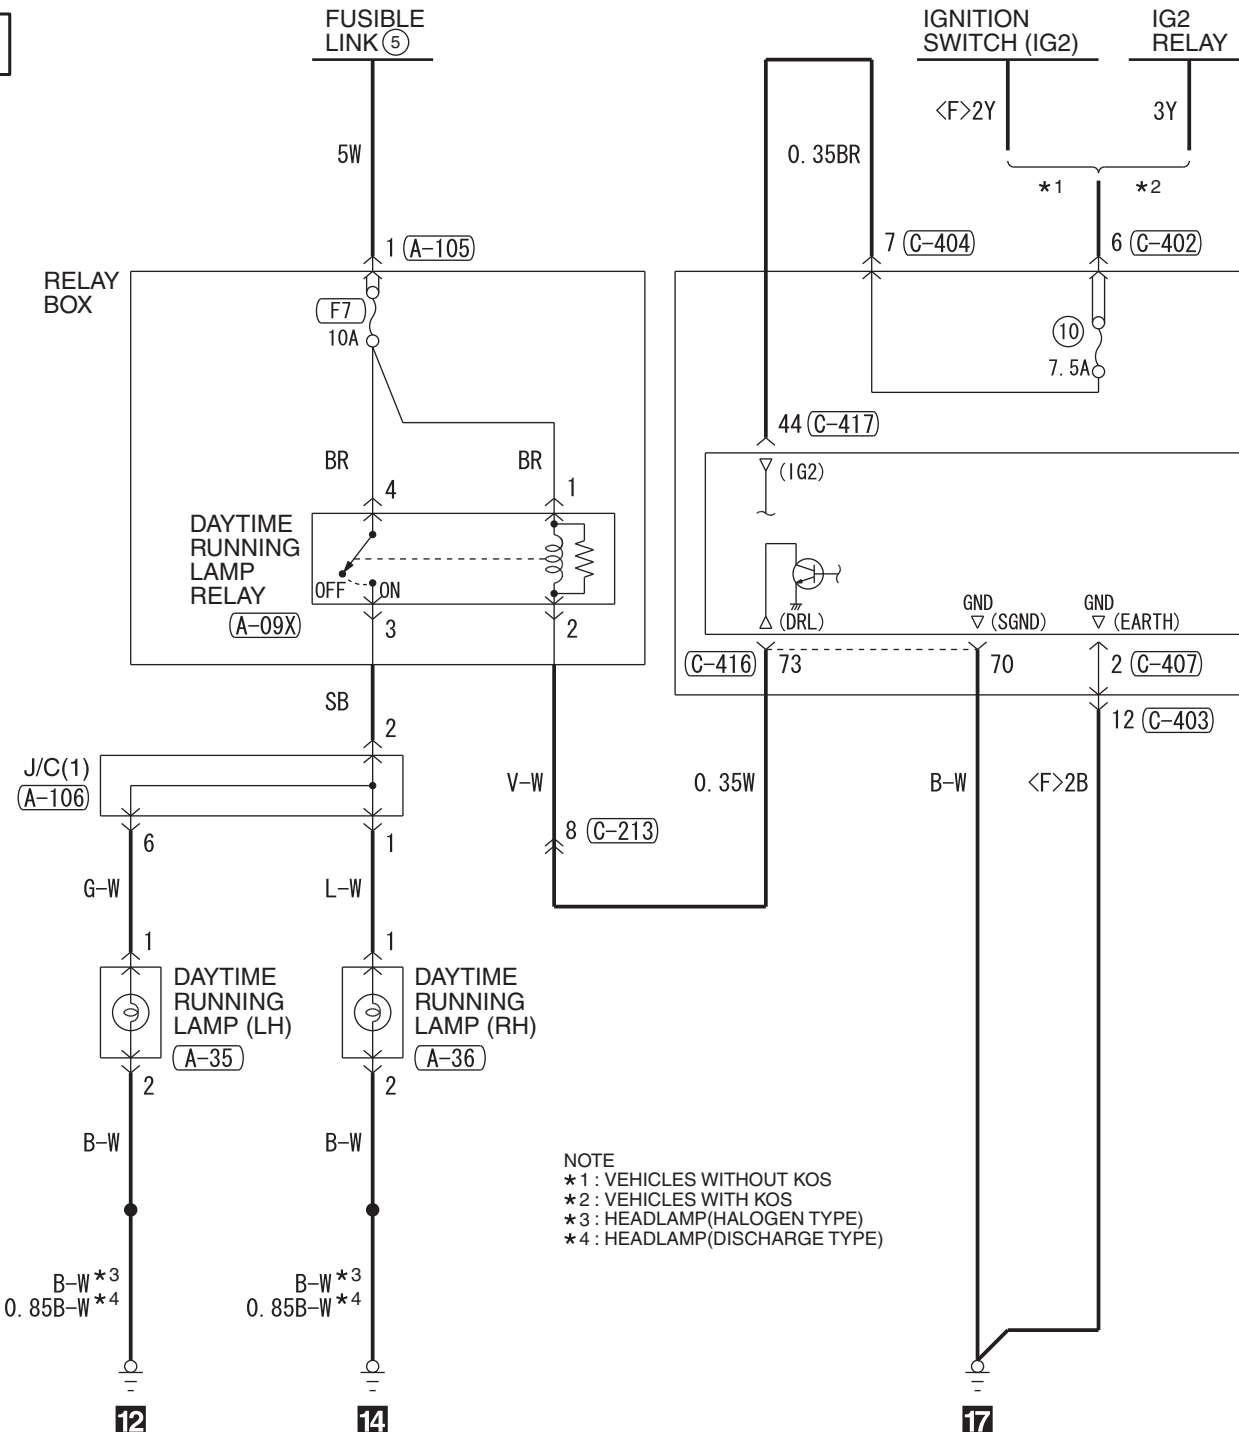 FUSIBLE
LINK 5
IGNITION
SWITCH (IG2)
IG2
RELAY
<F>2Y
3Y
5W
0.35BR
*1
*2
1 A-105
7 C-404
6 C-402
RELAY
BOX
F7
10A
10
7.5A
44 C-417
BR
BR
(IG2)
4
1
DAYTIME
RUNNING
LAMP
RELAY
A-09X
OFF
ON
GND
(SGND)
GND
(EARTH)
(DRL)
3
2
C-416 73
70
2 C-407
SB
2
12 C-403
J/C(1)
A-106
V-W
0.35W
B-W
<F>2B
6
1
8 C-213
G-W
L-W
1
1
DAYTIME
RUNNING
LAMP (LH)
A-35
DAYTIME
RUNNING
LAMP (RH)
A-36
2
2
B-W
B-W
NOTE
*1 : VEHICLES WITHOUT KOS
*2 : VEHICLES WITH KOS
*3 : HEADLAMP(HALOGEN TYPE)
*4 : HEADLAMP(DISCHARGE TYPE)
B-W*3
0.85B-W*4
B-W*3
0.85B-W*4
12
14
17